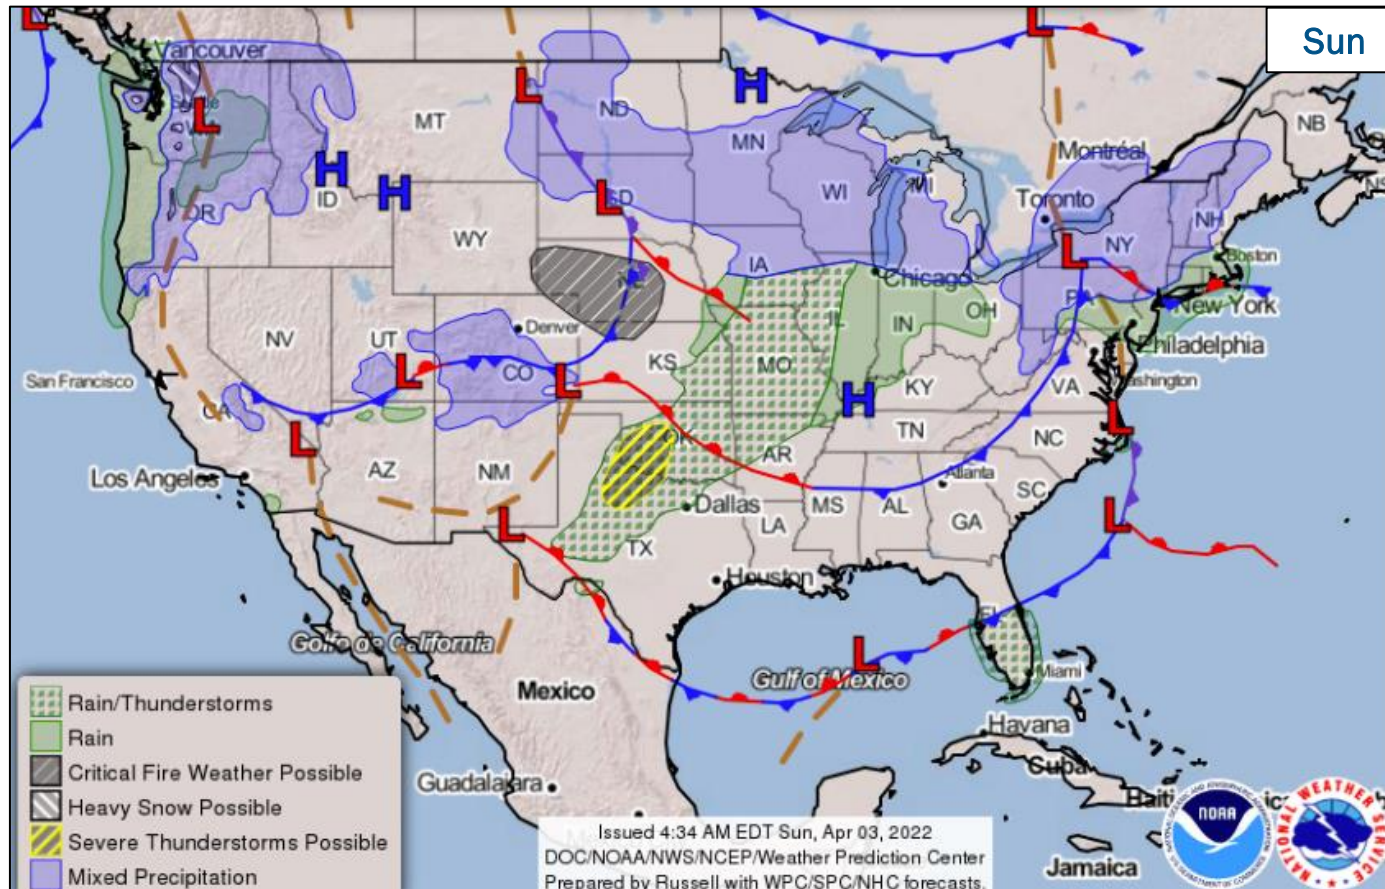 Sun
Vancouver
NB
MT
ND
MN
Montréal
ID
SD
WI
MI
Toronto
NH
OR
WY
IA
NY
Boston
NE
Chicago
PA
New York
Denver
IL
IN
OH
Philadelphia
NV
UT
CO
KS
MO
KY
VA
Washington
San Francisco
CA
TN
NC
Los Angeles
AZ
NM
OK
AR
Atlanta
SC
Dallas
LA
MS
AL
GA
TX
Houston
FL
Golfo de California
Gulf of Mexico
Miami
Mexico
Havana
Cuba
Guadalajara
Jamaica
H
H
H
H
L
L
L
L
L
L
L
L
L
L
L
L
L
Rain/Thunderstorms
Rain
Critical Fire Weather Possible
Heavy Snow Possible
Severe Thunderstorms Possible
Mixed Precipitation
Issued 4:34 AM EDT Sun, Apr 03, 2022
DOC/NOAA/NWS/NCEP/Weather Prediction Center
Prepared by Russell with WPC/SPC/NHC forecasts.
NOAA
NATIONAL WEATHER SERVICE